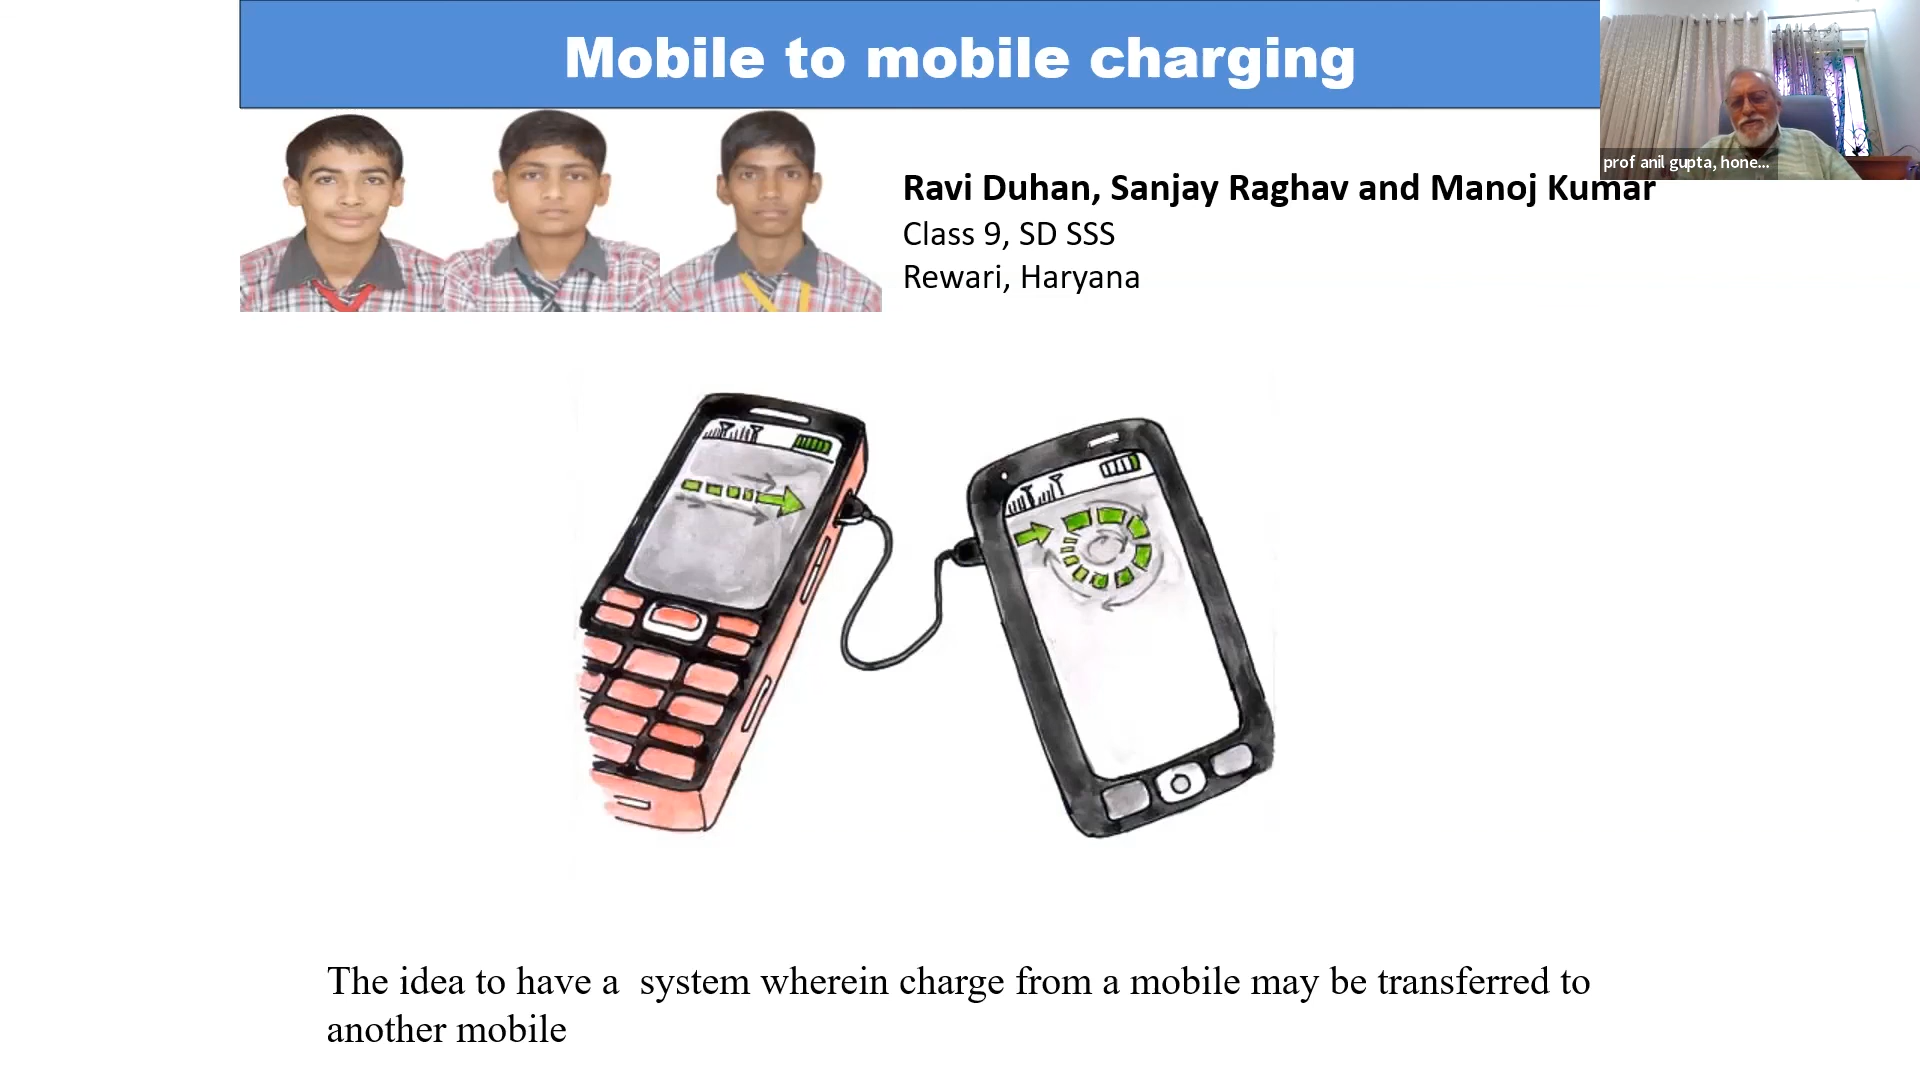 Mobile to mobile charging
prof anil gupta, hone...
Ravi Duhan, Sanjay Raghav and Manoj Kumar
Class 9, SD SSS
Rewari, Haryana
The idea to have a  system wherein charge from a mobile may be transferred to
another mobile